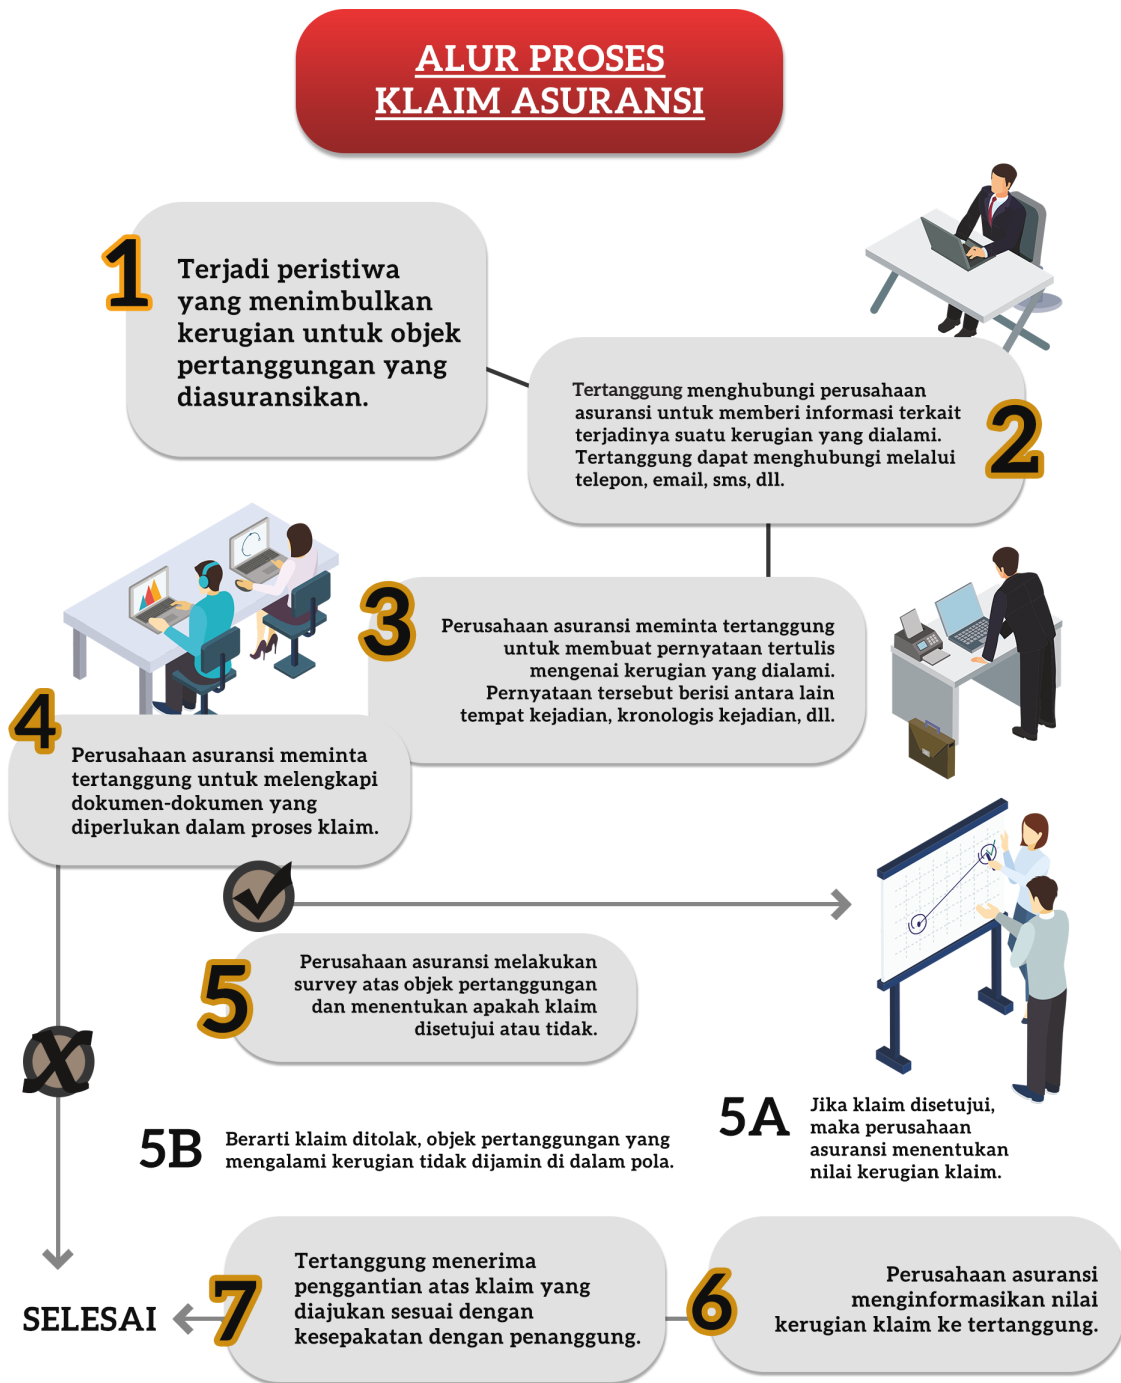 ALUR PROSES
KLAIM ASURANSI
1
Terjadi peristiwa
yang menimbulkan
kerugian untuk objek
pertanggungan yang
diasuransikan.
2
Tertanggung menghubungi perusahaan
asuransi untuk memberi informasi terkait
terjadinya suatu kerugian yang dialami.
Tertanggung dapat menghubungi melalui
telepon, email, sms, dll.
3
Perusahaan asuransi meminta tertanggung
untuk membuat pernyataan tertulis
mengenai kerugian yang dialami.
Pernyataan tersebut berisi antara lain
tempat kejadian, kronologis kejadian, dll.
4
Perusahaan asuransi meminta
tertanggung untuk melengkapi
dokumen-dokumen yang
diperlukan dalam proses klaim.
5
Perusahaan asuransi melakukan
survey atas objek pertanggungan
dan menentukan apakah klaim
disetujui atau tidak.
X
5A
Jika klaim disetujui,
maka perusahaan
asuransi menentukan
nilai kerugian klaim.
5B
Berarti klaim ditolak, objek pertanggungan yang
mengalami kerugian tidak dijamin di dalam pola.
6
Perusahaan asuransi
menginformasikan nilai
kerugian klaim ke tertanggung.
7
Tertanggung menerima
penggantian atas klaim yang
diajukan sesuai dengan
kesepakatan dengan penanggung.
SELESAI